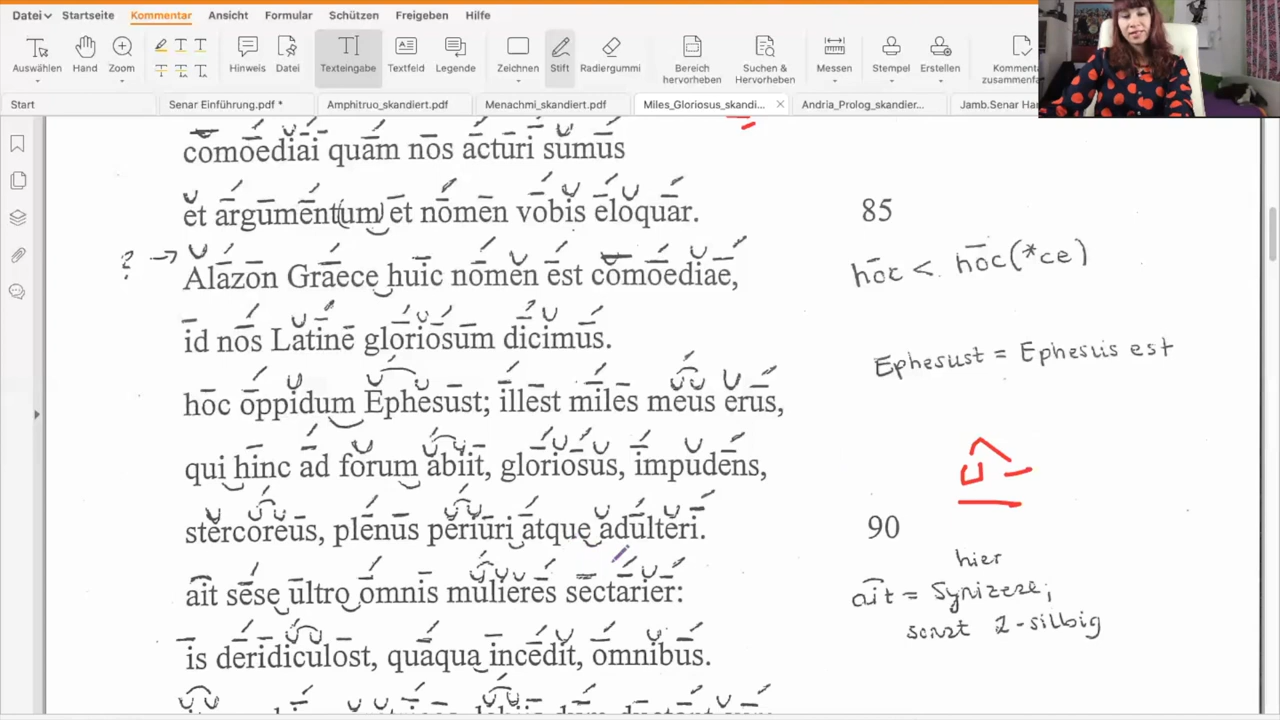 Datei Startseite Kommentar Ansicht Formular Schützen Freigeben Hilfe
Auswählen Hand Zoom Hinweis Datei Texteingabe Textfeld Legende Zeichnen Stift Radiergummi Bereich hervorheben Suchen & Hervorheben Messen Stempel Erstellen Kommenta zusammenfa
Start Senar Einführung.pdf * Amphitruo_skandiert.pdf Menachmi_skandiert.pdf Miles_Gloriosus_skandi... × Andria_Prolog_skandier... Jamb.Senar Ha
comoediai quam nos acturi sumus
et argumentum et nomen vobis eloquar. 85
? → Alazon Graece huic nomen est comoediae,
hōc < hōc(*ce)
id nos Latine gloriosum dicimus.
Ephesust = Ephesus est
hoc oppidum Ephesust; illest miles meus erus,
qui hinc ad forum abiit, gloriosus, impudens,
stercoreus, plenus periuri atque adulteri. 90
hier
ait sese ultro omnis mulieres sectarier:
ait = Synizese;
sonst 2-silbig
is deridiculost, quaqua incedit, omnibus.